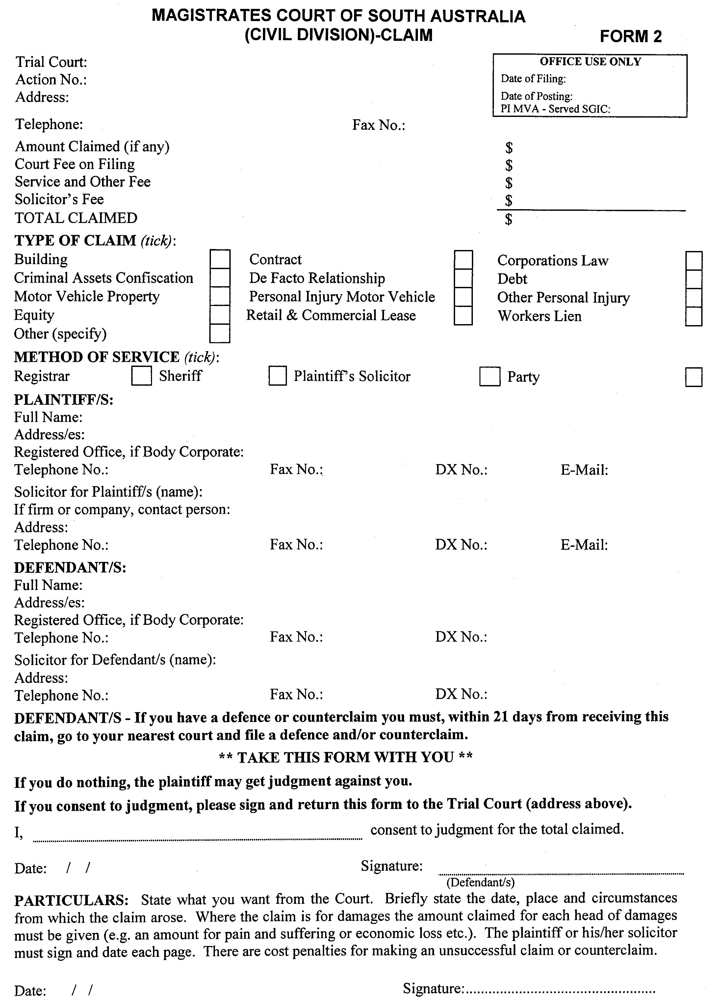 MAGISTRATES COURT OF SOUTH AUSTRALIA
(CIVIL DIVISION)-CLAIM FORM 2
Trial Court:
Action No.:
Address:
OFFICE USE ONLY
Date of Filing:
Date of Posting:
PI MVA - Served SGIC:
Telephone: Fax No.:
Amount Claimed (if any) $
Court Fee on Filing $
Service and Other Fee $
Solicitor's Fee $
TOTAL CLAIMED $
TYPE OF CLAIM (tick):
Building Contract Corporations Law
Criminal Assets Confiscation De Facto Relationship Debt
Motor Vehicle Property Personal Injury Motor Vehicle Other Personal Injury
Equity Retail & Commercial Lease Workers Lien
Other (specify)
METHOD OF SERVICE (tick):
Registrar Sheriff Plaintiff's Solicitor Party
PLAINTIFF/S:
Full Name:
Address/es:
Registered Office, if Body Corporate:
Telephone No.: Fax No.: DX No.: E-Mail:
Solicitor for Plaintiff/s (name):
If firm or company, contact person:
Address:
Telephone No.: Fax No.: DX No.: E-Mail:
DEFENDANT/S:
Full Name:
Address/es:
Registered Office, if Body Corporate:
Telephone No.: Fax No.: DX No.:
Solicitor for Defendant/s (name):
Address:
Telephone No.: Fax No.: DX No.:
DEFENDANT/S - If you have a defence or counterclaim you must, within 21 days from receiving this
claim, go to your nearest court and file a defence and/or counterclaim.
** TAKE THIS FORM WITH YOU **
If you do nothing, the plaintiff may get judgment against you.
If you consent to judgment, please sign and return this form to the Trial Court (address above).
I, ........................................ consent to judgment for the total claimed.
Date: / / Signature: ........................................
(Defendant/s)
PARTICULARS: State what you want from the Court. Briefly state the date, place and circumstances
from which the claim arose. Where the claim is for damages the amount claimed for each head of damages
must be given (e.g. an amount for pain and suffering or economic loss etc.). The plaintiff or his/her solicitor
must sign and date each page. There are cost penalties for making an unsuccessful claim or counterclaim.
Date: / / Signature:..................................................